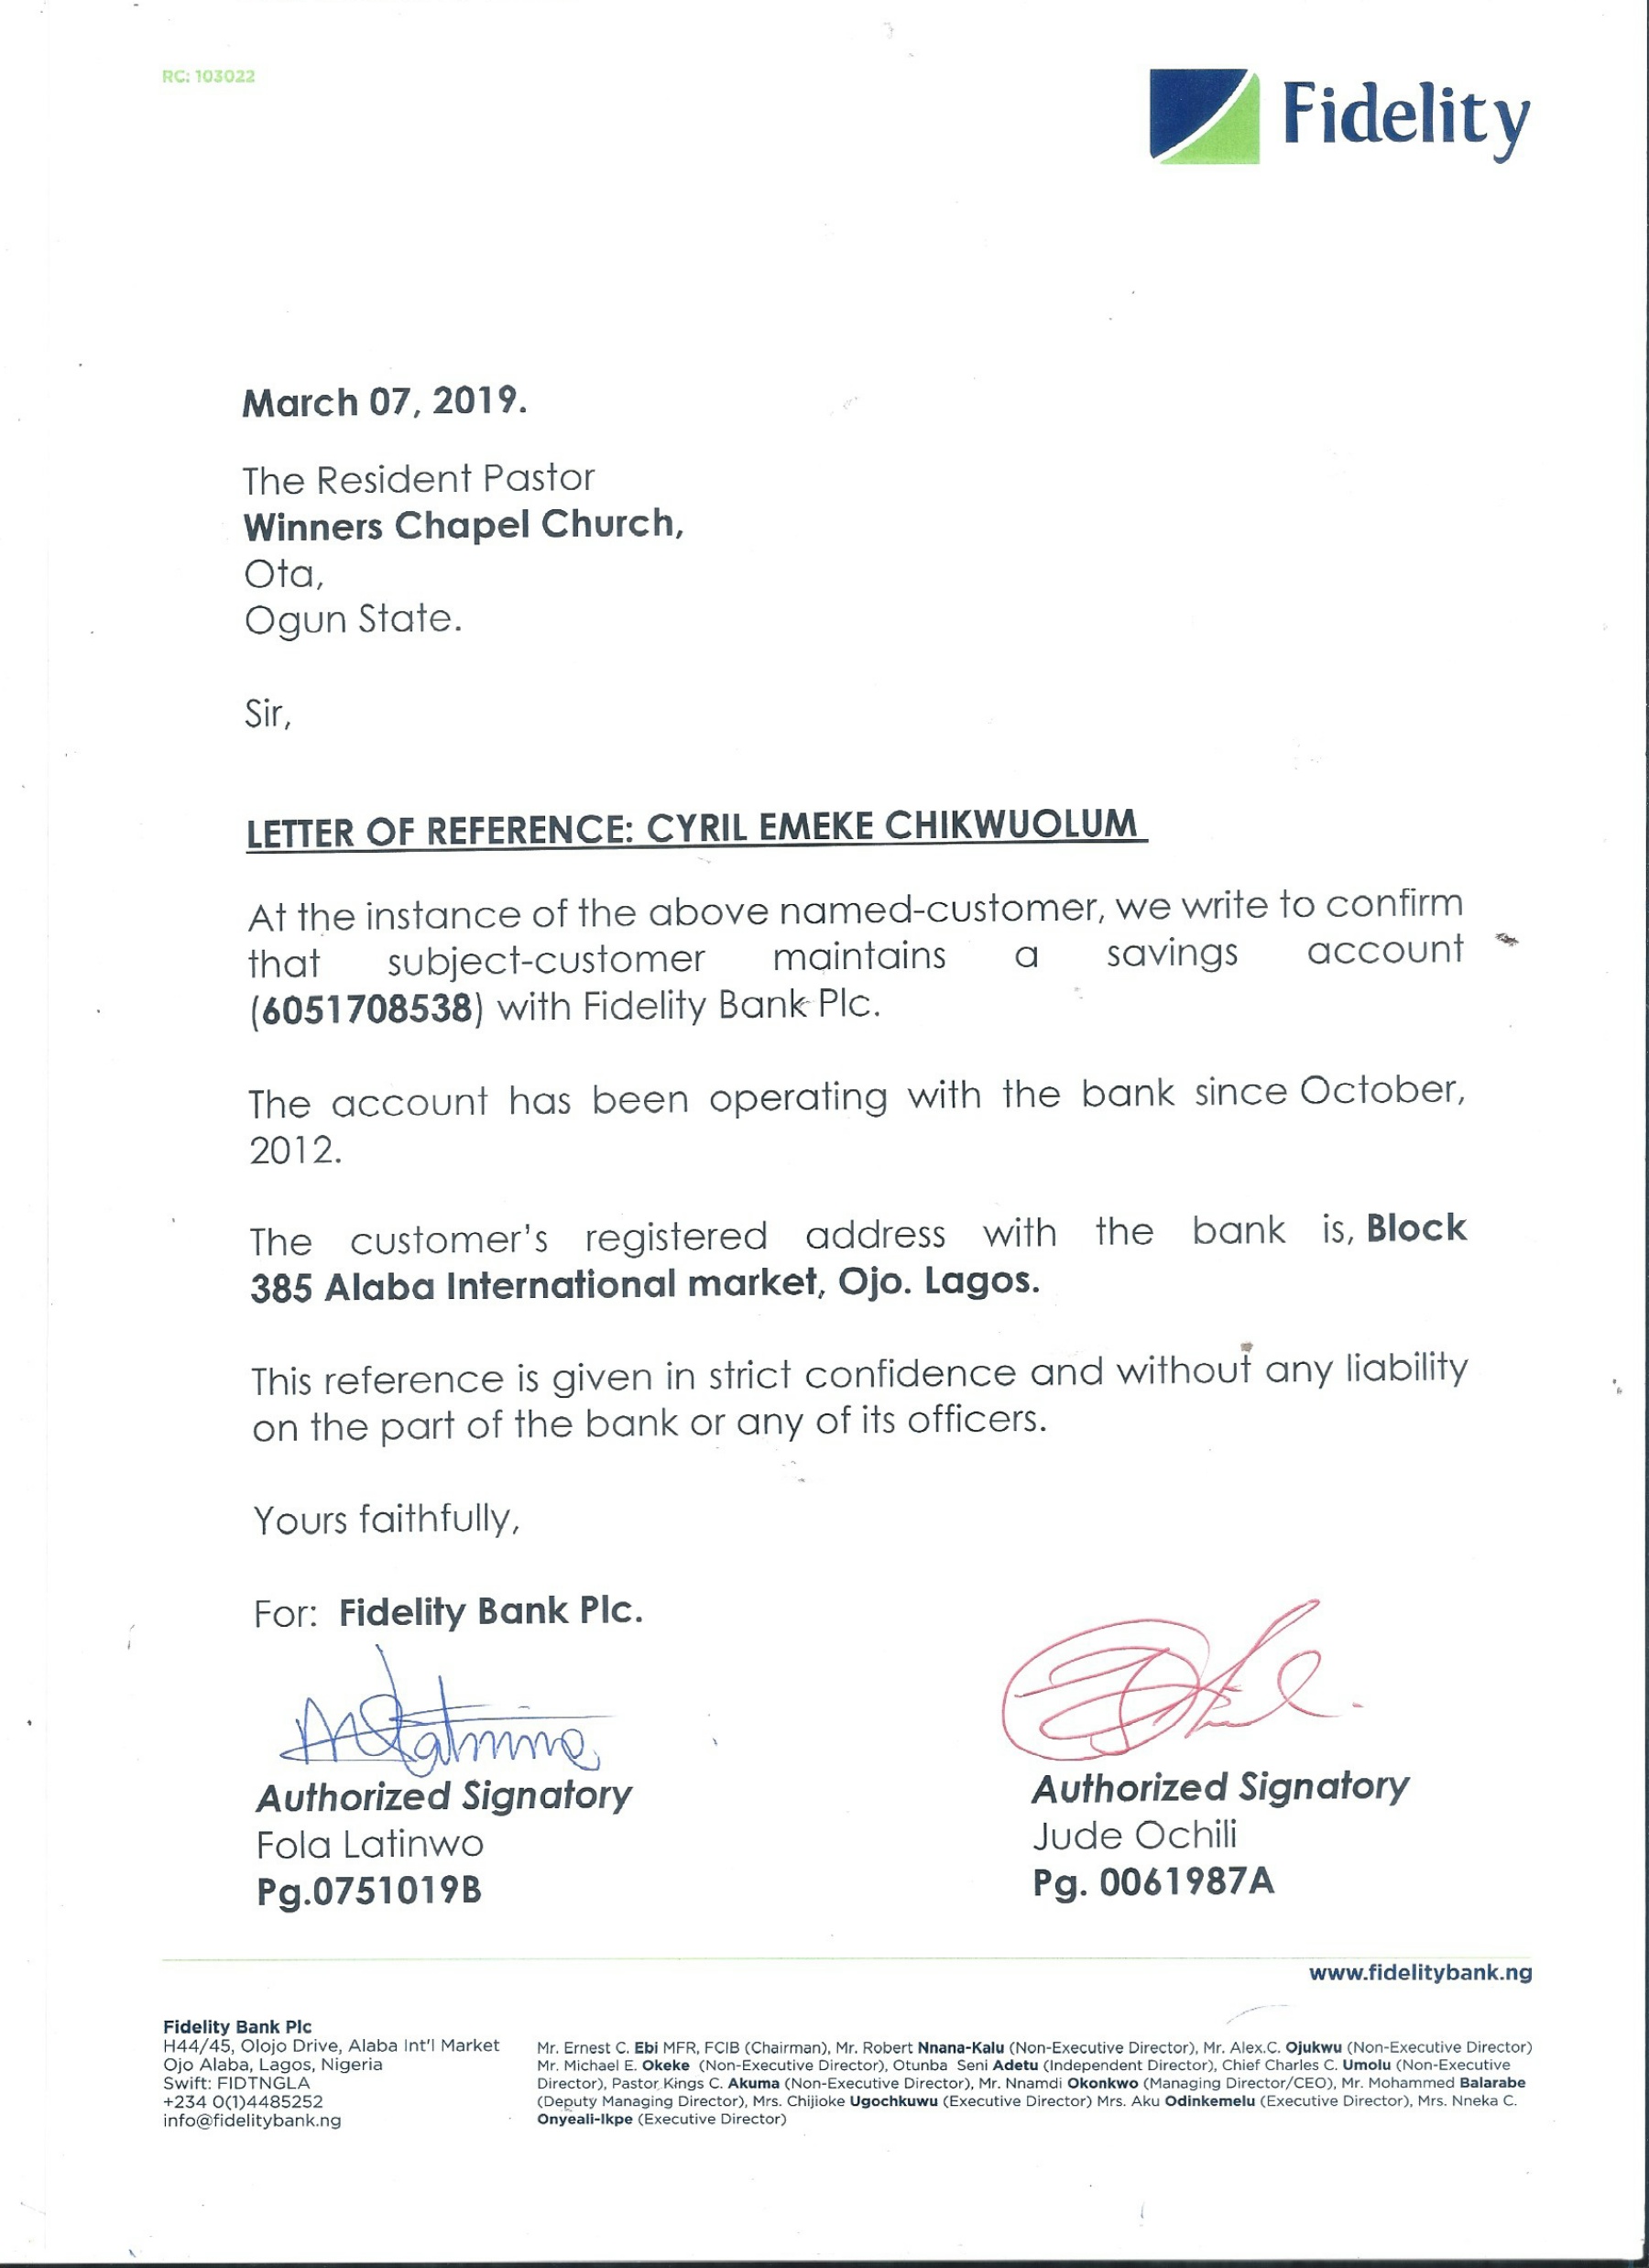 RC: 103022
Fidelity
March 07, 2019.
The Resident Pastor
Winners Chapel Church,
Ota,
Ogun State.
Sir,
LETTER OF REFERENCE: CYRIL EMEKE CHIKWUOLUM
At the instance of the above named-customer, we write to confirm
that subject-customer maintains a savings account
(6051708538) with Fidelity Bank Plc.
The account has been operating with the bank since October,
2012.
The customer's registered address with the bank is, Block
385 Alaba International market, Ojo. Lagos.
This reference is given in strict confidence and without any liability
on the part of the bank or any of its officers.
Yours faithfully,
For: Fidelity Bank Plc.
Authorized Signatory
Fola Latinwo
Pg.0751019B
Authorized Signatory
Jude Ochili
Pg. 0061987A
www.fidelitybank.ng
Fidelity Bank Plc
H44/45, Olojo Drive, Alaba Int'l Market
Ojo Alaba, Lagos, Nigeria
Swift: FIDTNGLA
+234 0(1)4485252
info@fidelitybank.ng
Mr. Ernest C. Ebi MFR, FCIB (Chairman), Mr. Robert Nnana-Kalu (Non-Executive Director), Mr. Alex.C. Ojukwu (Non-Executive Director)
Mr. Michael E. Okeke (Non-Executive Director), Otunba Seni Adetu (Independent Director), Chief Charles C. Umolu (Non-Executive
Director), Pastor Kings C. Akuma (Non-Executive Director), Mr. Nnamdi Okonkwo (Managing Director/CEO), Mr. Mohammed Balarabe
(Deputy Managing Director), Mrs. Chijioke Ugochkuwu (Executive Director) Mrs. Aku Odinkemelu (Executive Director), Mrs. Nneka C.
Onyeali-Ikpe (Executive Director)